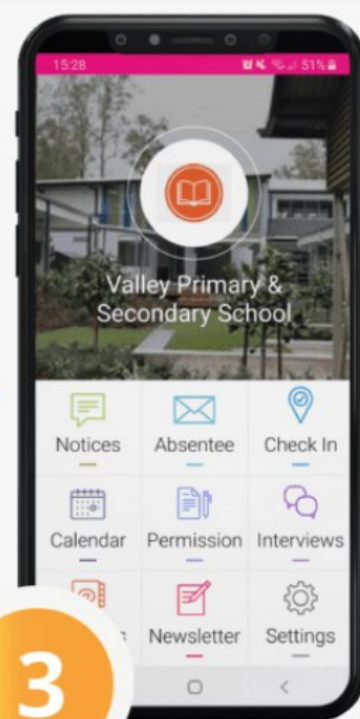 15:28 51%
Valley Primary &
Secondary School
Notices Absentee Check In
Calendar Permission Interviews
Newsletter Settings
3